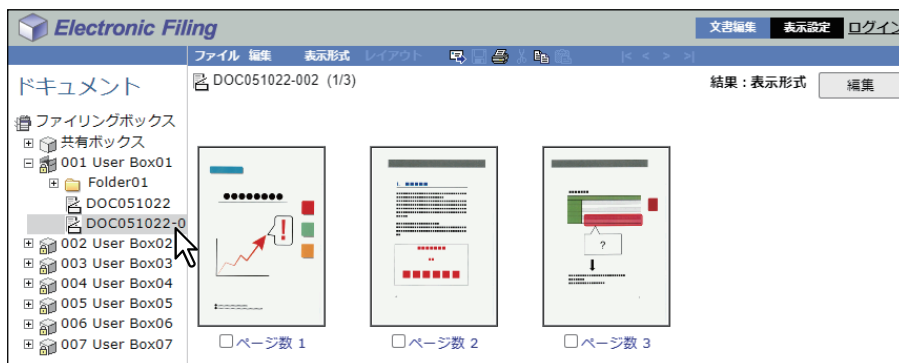 Electronic Filing
文書編集 表示設定 ログイン
ファイル 編集 表示形式 レイアウト |< < > >|
ドキュメント
DOC051022-002 (1/3)
結果：表示形式 編集
ファイリングボックス
共有ボックス
001 User Box01
Folder01
DOC051022
DOC051022-0
002 User Box02
003 User Box03
004 User Box04
005 User Box05
006 User Box06
007 User Box07
!
1.
?
ページ数 1
ページ数 2
ページ数 3